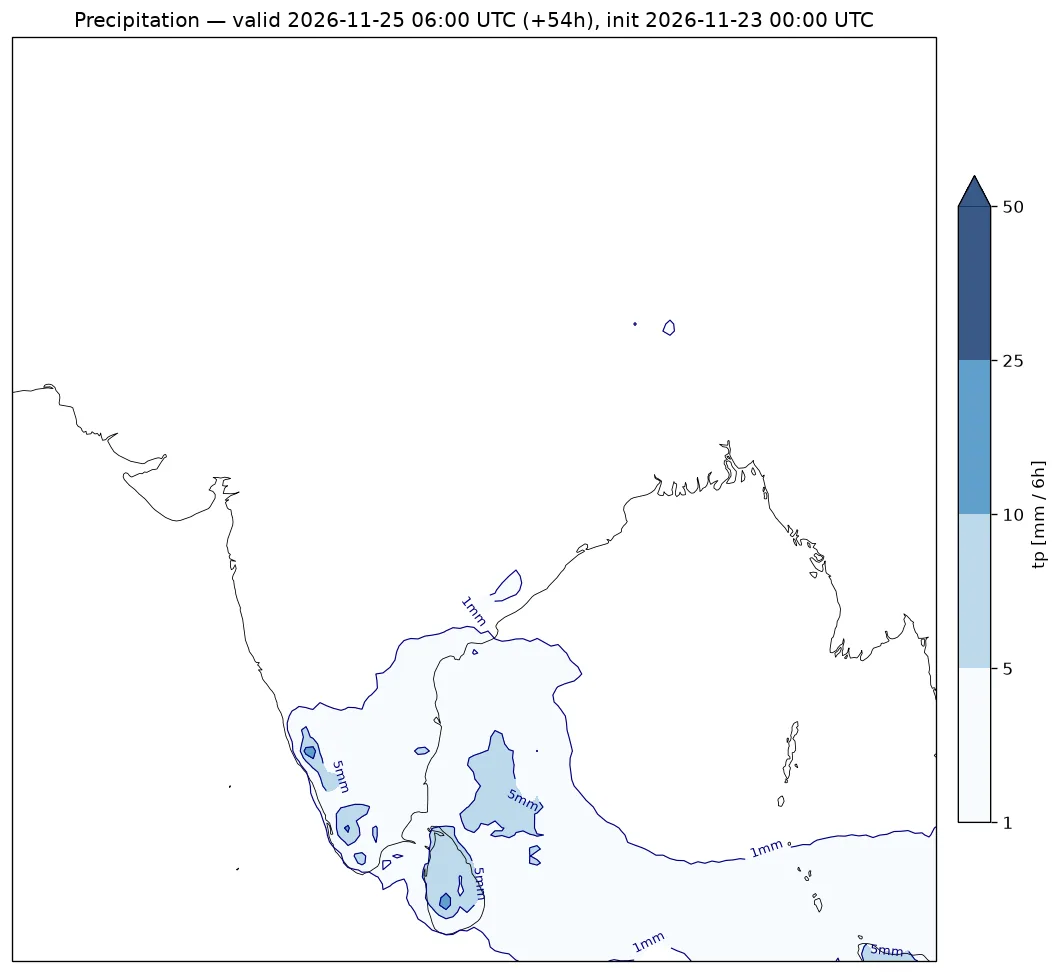 Precipitation — valid 2026-11-25 06:00 UTC (+54h), init 2026-11-23 00:00 UTC
50
25
10
5
1
tp [mm / 6h]
1mm
5mm
5mm
1mm
5mm
1mm
5mm